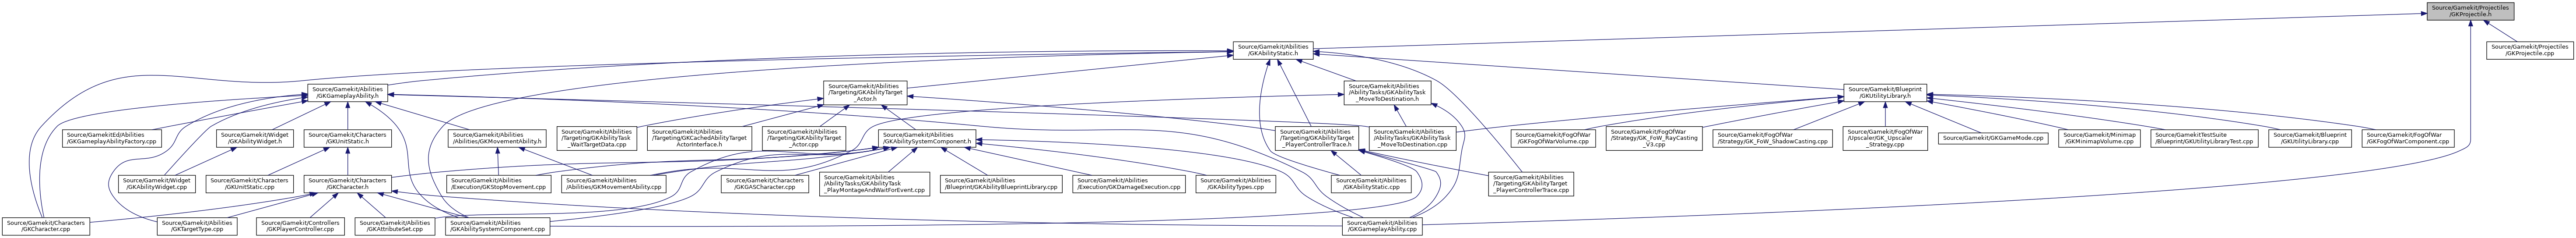 Source/Gamekit/Projectiles
/GKProjectile.h
Source/Gamekit/Abilities
/GKAbilityStatic.h
Source/Gamekit/Projectiles
/GKProjectile.cpp
Source/Gamekit/Abilities
/GKGameplayAbility.h
Source/Gamekit/Abilities
/Targeting/GKAbilityTarget
_Actor.h
Source/Gamekit/Abilities
/AbilityTasks/GKAbilityTask
_MoveToDestination.h
Source/Gamekit/Blueprint
/GKUtilityLibrary.h
Source/GamekitEd/Abilities
/GKGameplayAbilityFactory.cpp
Source/Gamekit/Widget
/GKAbilityWidget.h
Source/Gamekit/Characters
/GKUnitStatic.h
Source/Gamekit/Abilities
/Abilities/GKMovementAbility.h
Source/Gamekit/Abilities
/Targeting/GKAbilityTask
_WaitTargetData.cpp
Source/Gamekit/Abilities
/Targeting/GKCachedAbilityTarget
ActorInterface.h
Source/Gamekit/Abilities
/Targeting/GKAbilityTarget
_Actor.cpp
Source/Gamekit/Abilities
/GKAbilitySystemComponent.h
Source/Gamekit/Abilities
/Targeting/GKAbilityTarget
_PlayerControllerTrace.h
Source/Gamekit/Abilities
/AbilityTasks/GKAbilityTask
_MoveToDestination.cpp
Source/Gamekit/FogOfWar
/GKFogOfWarVolume.cpp
Source/Gamekit/FogOfWar
/Strategy/GK_FoW_RayCasting
_V3.cpp
Source/Gamekit/FogOfWar
/Strategy/GK_FoW_ShadowCasting.cpp
Source/Gamekit/FogOfWar
/Upscaler/GK_Upscaler
_Strategy.cpp
Source/Gamekit/GKGameMode.cpp
Source/Gamekit/Minimap
/GKMinimapVolume.cpp
Source/GamekitTestSuite
/Blueprint/GKUtilityLibraryTest.cpp
Source/Gamekit/Blueprint
/GKUtilityLibrary.cpp
Source/Gamekit/FogOfWar
/GKFogOfWarComponent.cpp
Source/Gamekit/Widget
/GKAbilityWidget.cpp
Source/Gamekit/Characters
/GKUnitStatic.cpp
Source/Gamekit/Characters
/GKCharacter.h
Source/Gamekit/Abilities
/Execution/GKStopMovement.cpp
Source/Gamekit/Abilities
/Abilities/GKMovementAbility.cpp
Source/Gamekit/Characters
/GKGASCharacter.cpp
Source/Gamekit/Abilities
/AbilityTasks/GKAbilityTask
_PlayMontageAndWaitForEvent.cpp
Source/Gamekit/Abilities
/Blueprint/GKAbilityBlueprintLibrary.cpp
Source/Gamekit/Abilities
/Execution/GKDamageExecution.cpp
Source/Gamekit/Abilities
/GKAbilityTypes.cpp
Source/Gamekit/Abilities
/GKAbilityStatic.cpp
Source/Gamekit/Abilities
/Targeting/GKAbilityTarget
_PlayerControllerTrace.cpp
Source/Gamekit/Characters
/GKCharacter.cpp
Source/Gamekit/Abilities
/GKTargetType.cpp
Source/Gamekit/Controllers
/GKPlayerController.cpp
Source/Gamekit/Abilities
/GKAttributeSet.cpp
Source/Gamekit/Abilities
/GKAbilitySystemComponent.cpp
Source/Gamekit/Abilities
/GKGameplayAbility.cpp